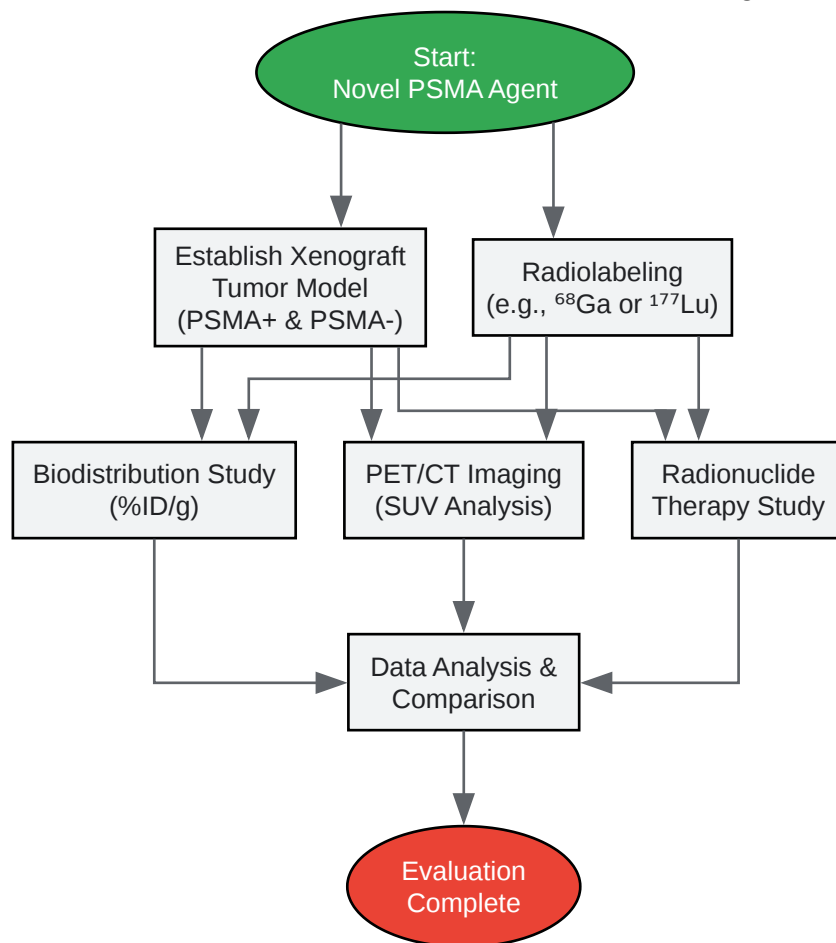 Start:
Novel PSMA Agent
Establish Xenograft
Tumor Model
(PSMA+ & PSMA-)
Radiolabeling
(e.g., ⁶⁸Ga or ¹⁷⁷Lu)
Biodistribution Study
(%ID/g)
PET/CT Imaging
(SUV Analysis)
Radionuclide
Therapy Study
Data Analysis &
Comparison
Evaluation
Complete